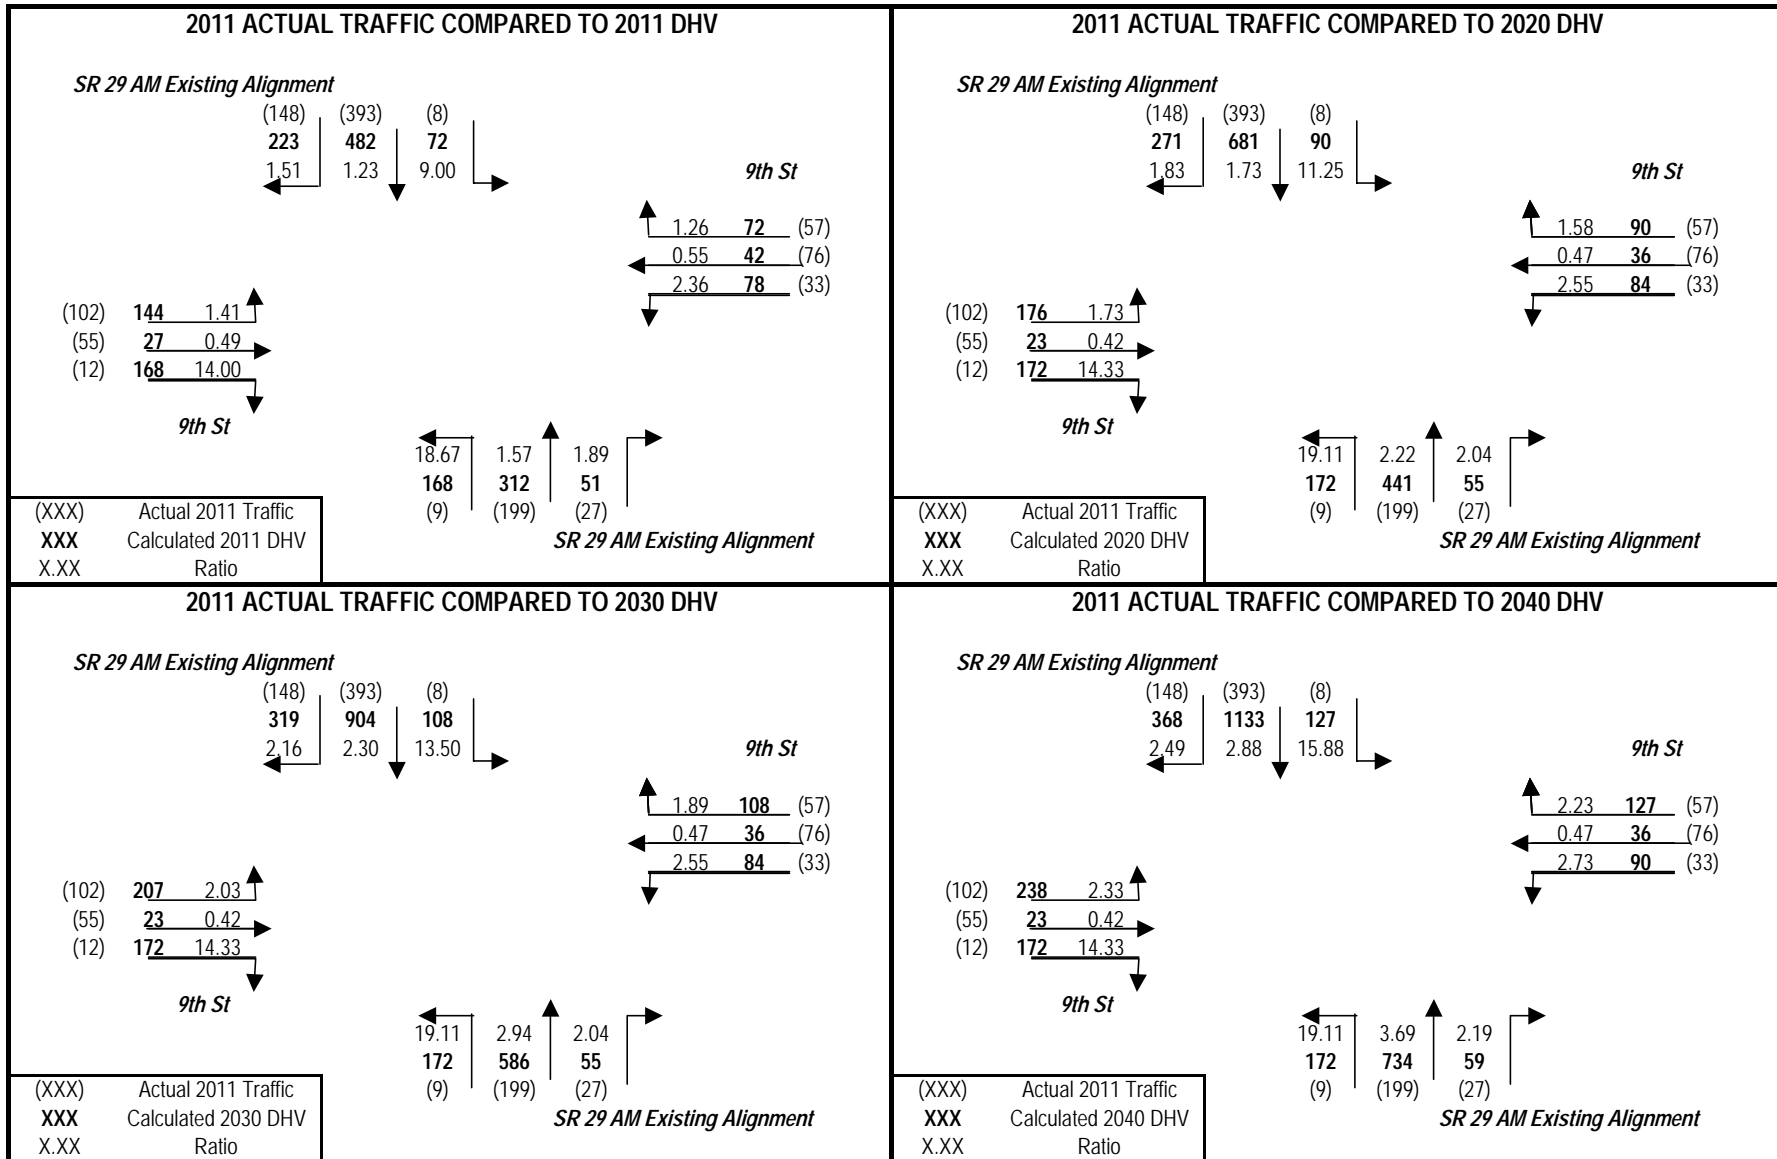 2011 ACTUAL TRAFFIC COMPARED TO 2011 DHV
SR 29 AM Existing Alignment
(148) (393) (8)
223 482 72
1.51 1.23 9.00
9th St
1.26 72 (57)
0.55 42 (76)
2.36 78 (33)
(102) 144 1.41
(55) 27 0.49
(12) 168 14.00
9th St
18.67 1.57 1.89
168 312 51
(9) (199) (27)
SR 29 AM Existing Alignment
(XXX) Actual 2011 Traffic
XXX Calculated 2011 DHV
X.XX Ratio
2011 ACTUAL TRAFFIC COMPARED TO 2020 DHV
SR 29 AM Existing Alignment
(148) (393) (8)
271 681 90
1.83 1.73 11.25
9th St
1.58 90 (57)
0.47 36 (76)
2.55 84 (33)
(102) 176 1.73
(55) 23 0.42
(12) 172 14.33
9th St
19.11 2.22 2.04
172 441 55
(9) (199) (27)
SR 29 AM Existing Alignment
(XXX) Actual 2011 Traffic
XXX Calculated 2020 DHV
X.XX Ratio
2011 ACTUAL TRAFFIC COMPARED TO 2030 DHV
SR 29 AM Existing Alignment
(148) (393) (8)
319 904 108
2.16 2.30 13.50
9th St
1.89 108 (57)
0.47 36 (76)
2.55 84 (33)
(102) 207 2.03
(55) 23 0.42
(12) 172 14.33
9th St
19.11 2.94 2.04
172 586 55
(9) (199) (27)
SR 29 AM Existing Alignment
(XXX) Actual 2011 Traffic
XXX Calculated 2030 DHV
X.XX Ratio
2011 ACTUAL TRAFFIC COMPARED TO 2040 DHV
SR 29 AM Existing Alignment
(148) (393) (8)
368 1133 127
2.49 2.88 15.88
9th St
2.23 127 (57)
0.47 36 (76)
2.73 90 (33)
(102) 238 2.33
(55) 23 0.42
(12) 172 14.33
9th St
19.11 3.69 2.19
172 734 59
(9) (199) (27)
SR 29 AM Existing Alignment
(XXX) Actual 2011 Traffic
XXX Calculated 2040 DHV
X.XX Ratio